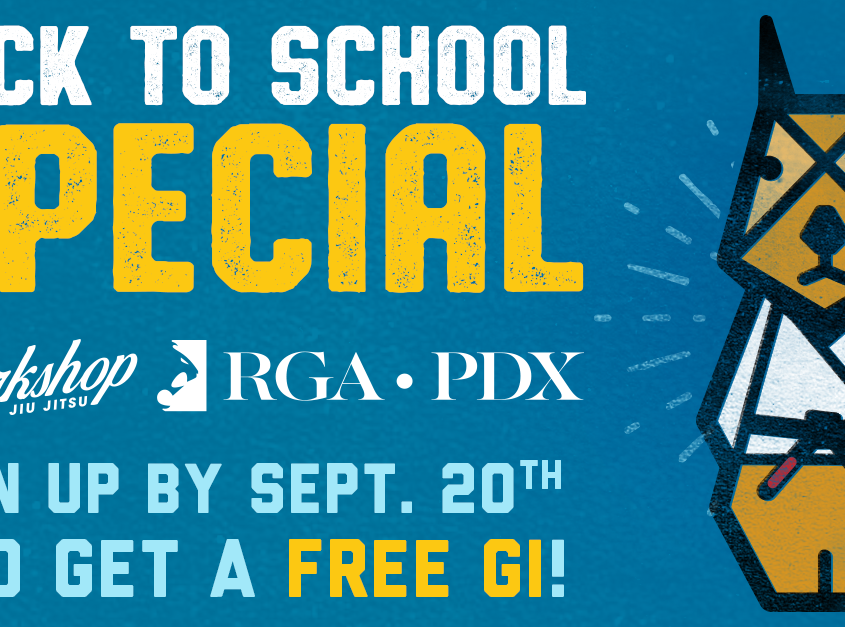 CK TO SCHOOL
PECIAL
rkshop
JIU JITSU
RGA • PDX
N UP BY SEPT. 20TH
O GET A FREE GI!